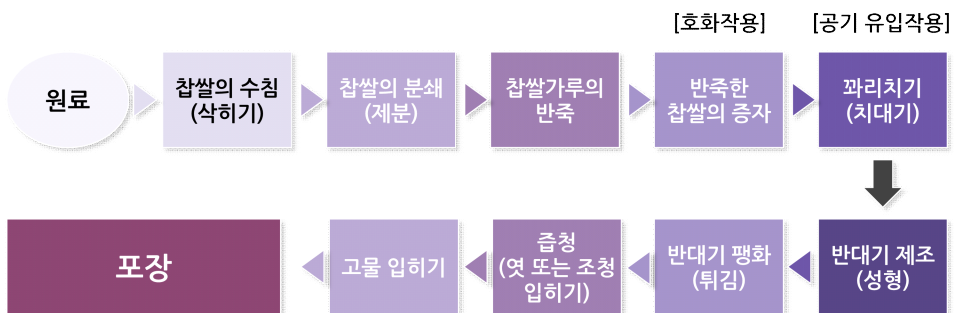 [호화작용]
[공기 유입작용]
원료
찹쌀의 수침
(삭히기)
찹쌀의 분쇄
(제분)
찹쌀가루의
반죽
반죽한
찹쌀의 증자
꽈리치기
(치대기)
반대기 제조
(성형)
반대기 팽화
(튀김)
즙청
(엿 또는 조청
입히기)
고물 입히기
포장